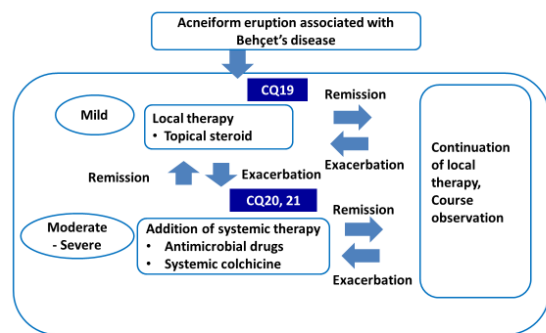 Acneiform eruption associated with
Behçet's disease
CQ19
Mild
Local therapy
• Topical steroid
Remission
Exacerbation
Continuation
of local
therapy,
Course
observation
Remission
Exacerbation
CQ20, 21
Moderate
- Severe
Addition of systemic therapy
• Antimicrobial drugs
• Systemic colchicine
Remission
Exacerbation